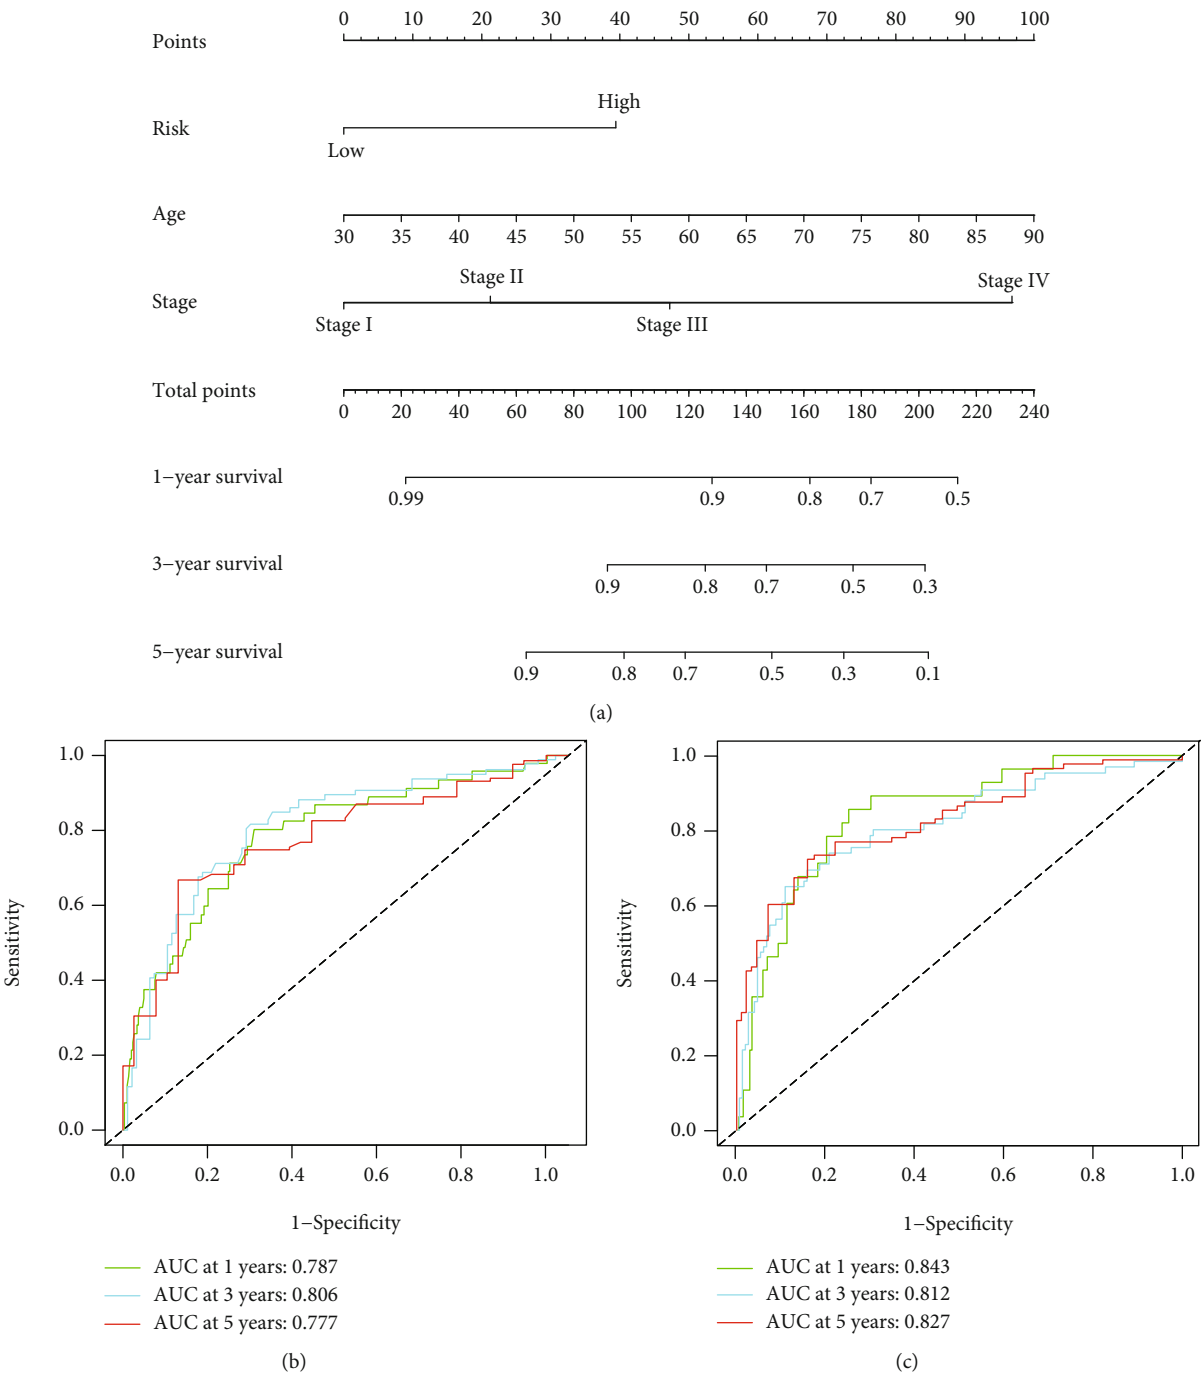 0 10 20 30 40 50 60 70 80 90 100
Points
High
Risk
Low
Age
30 35 40 45 50 55 60 65 70 75 80 85 90
Stage II Stage IV
Stage
Stage I Stage III
Total points
0 20 40 60 80 100 120 140 160 180 200 220 240
1−year survival
0.99 0.9 0.8 0.7 0.5
3−year survival
0.9 0.8 0.7 0.5 0.3
5−year survival
0.9 0.8 0.7 0.5 0.3 0.1
(a)
1.0
0.8
0.6
0.4
0.2
0.0
Sensitivity
0.0 0.2 0.4 0.6 0.8 1.0
1−Specificity
AUC at 1 years: 0.787
AUC at 3 years: 0.806
AUC at 5 years: 0.777
(b)
1.0
0.8
0.6
0.4
0.2
0.0
Sensitivity
0.0 0.2 0.4 0.6 0.8 1.0
1−Specificity
AUC at 1 years: 0.843
AUC at 3 years: 0.812
AUC at 5 years: 0.827
(c)